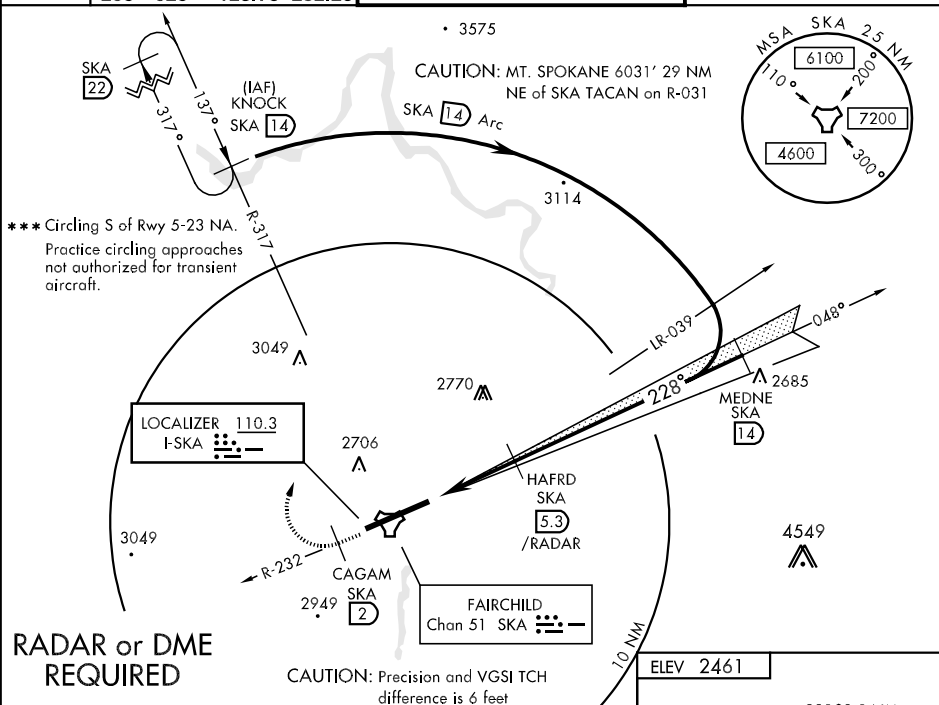 3575
CAUTION: MT. SPOKANE 6031' 29 NM
NE of SKA TACAN on R-031
MSA SKA 25 NM
6100
110°
200°
7200
4600
300°
SKA
22
317°
137°
(IAF)
KNOCK
SKA 14
SKA 14 Arc
3114
*** Circling S of Rwy 5-23 NA.
Practice circling approaches
not authorized for transient
aircraft.
R-317
LR-039
048°
3049
2770
228°
2685
MEDNE
SKA
14
LOCALIZER 110.3
I-SKA
2706
HAFRD
SKA
5.3
/RADAR
3049
4549
R-232
CAGAM
SKA
2
2949
FAIRCHILD
Chan 51 SKA
10 NM
RADAR or DME
REQUIRED
CAUTION: Precision and VGSI TCH
difference is 6 feet
ELEV 2461